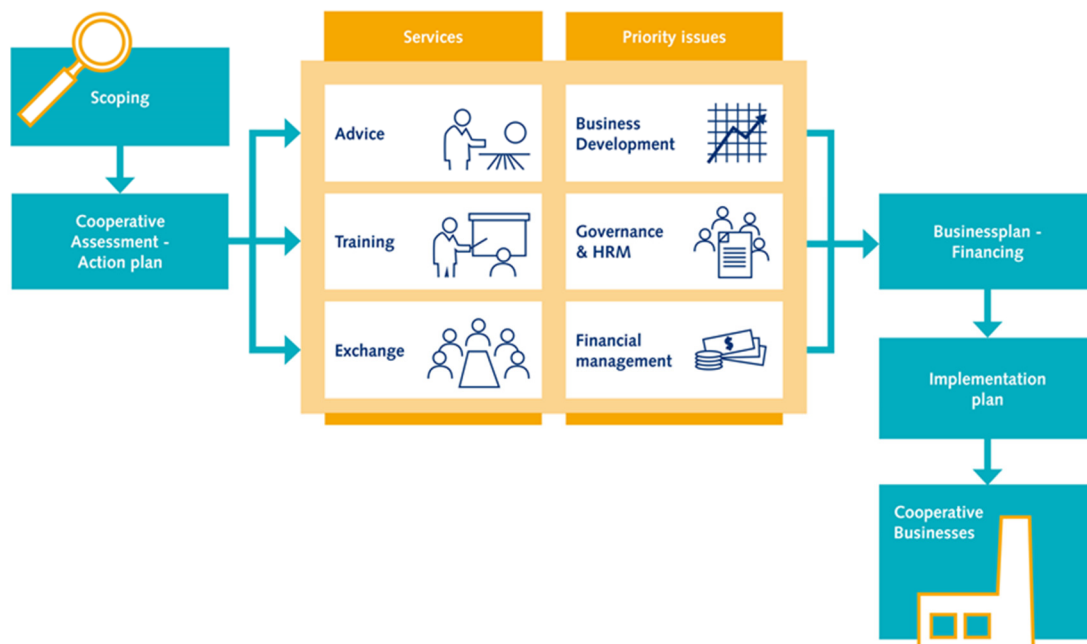 Scoping
Cooperative
Assessment -
Action plan
Services
Advice
Training
Exchange
Priority issues
Business
Development
Governance
& HRM
Financial
management
$
Businessplan -
Financing
Implementation
plan
Cooperative
Businesses